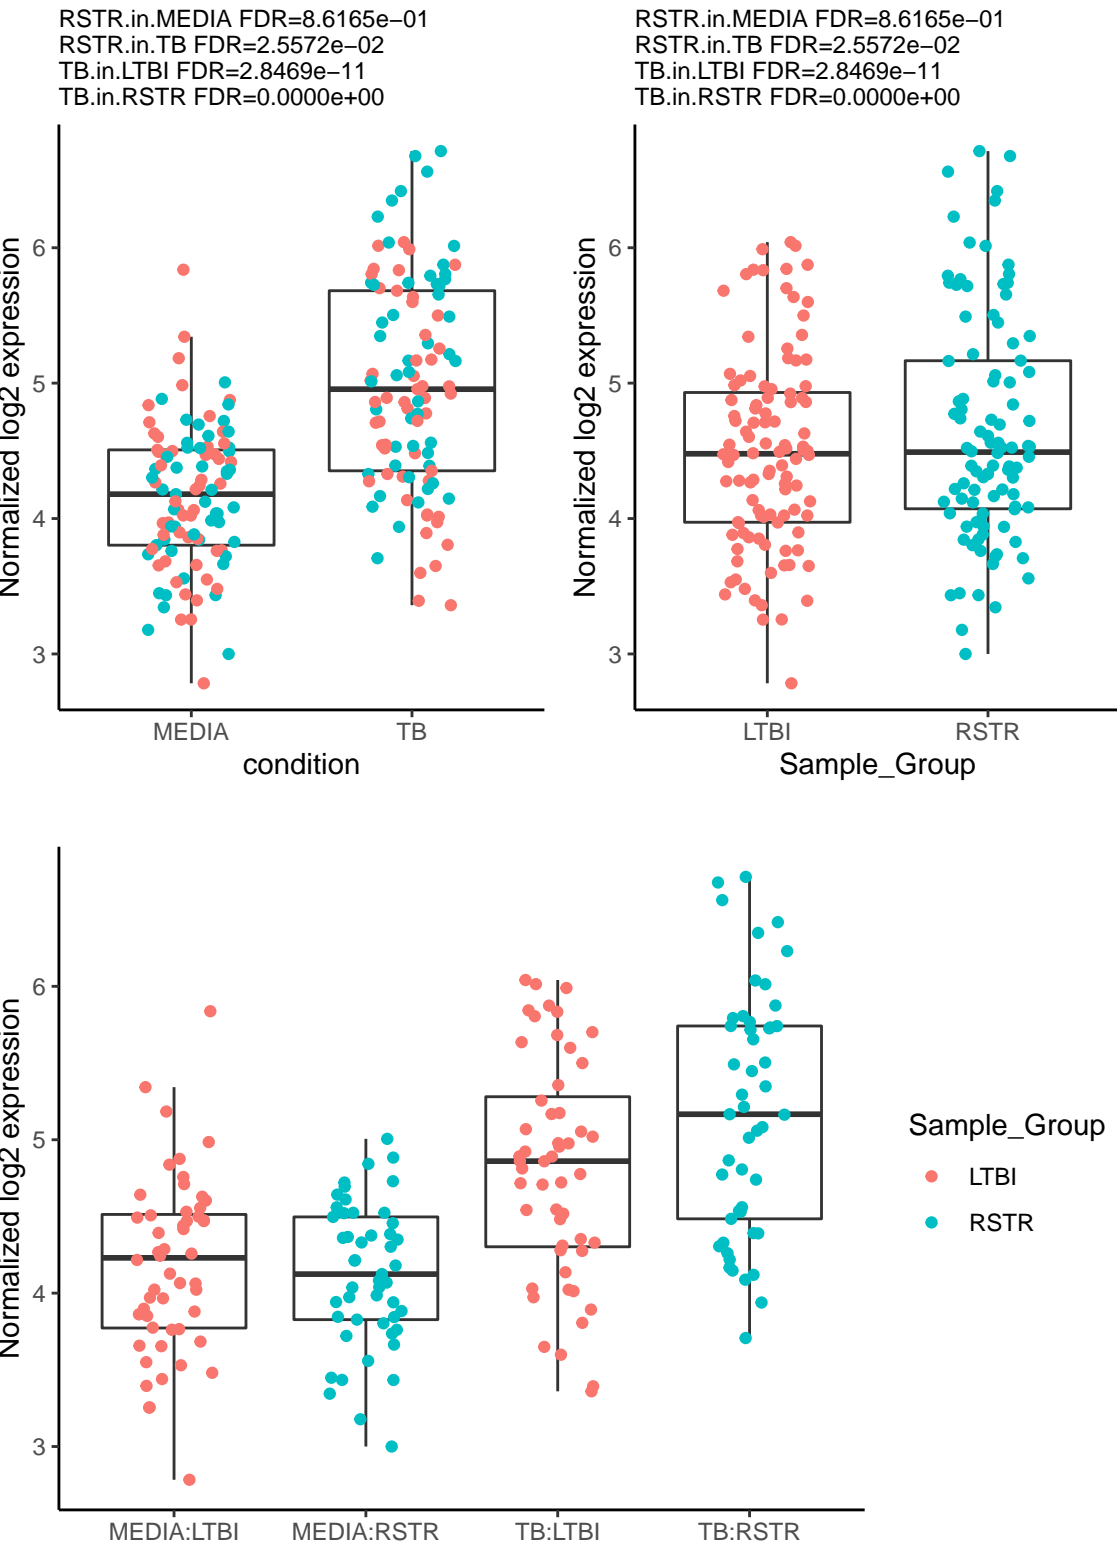 RSTR.in.MEDIA FDR=8.6165e−01
RSTR.in.TB FDR=2.5572e−02
TB.in.LTBI FDR=2.8469e−11
TB.in.RSTR FDR=0.0000e+00
Normalized log2 expression
6
5
4
3
MEDIA TB
condition
RSTR.in.MEDIA FDR=8.6165e−01
RSTR.in.TB FDR=2.5572e−02
TB.in.LTBI FDR=2.8469e−11
TB.in.RSTR FDR=0.0000e+00
Normalized log2 expression
6
5
4
3
LTBI RSTR
Sample_Group
Normalized log2 expression
6
5
4
3
MEDIA:LTBI MEDIA:RSTR TB:LTBI TB:RSTR
Sample_Group
LTBI
RSTR